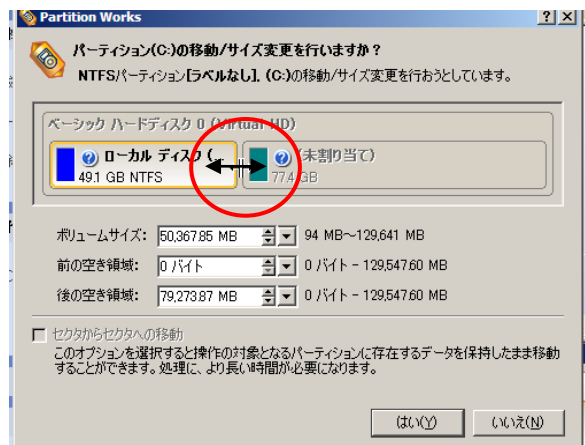 Partition Works
パーティション(C:)の移動/サイズ変更を行いますか？
NTFSパーティション[ラベルなし]. (C:)の移動/サイズ変更を行おうとしています。
ベーシック ハードディスク 0 (Virtual HD)
ローカル ディスク (...
49.1 GB NTFS
(未割り当て)
77.4 GB
ボリュームサイズ: 50,367.85 MB 94 MB～129,641 MB
前の空き領域: 0 バイト 0 バイト - 129,547.60 MB
後の空き領域: 79,273.87 MB 0 バイト - 129,547.60 MB
セクタからセクタへの移動
このオプションを選択すると操作の対象となるパーティションに存在するデータを保持したまま移動
することができます。処理に、より長い時間が必要になります。
はい(Y) いいえ(N)